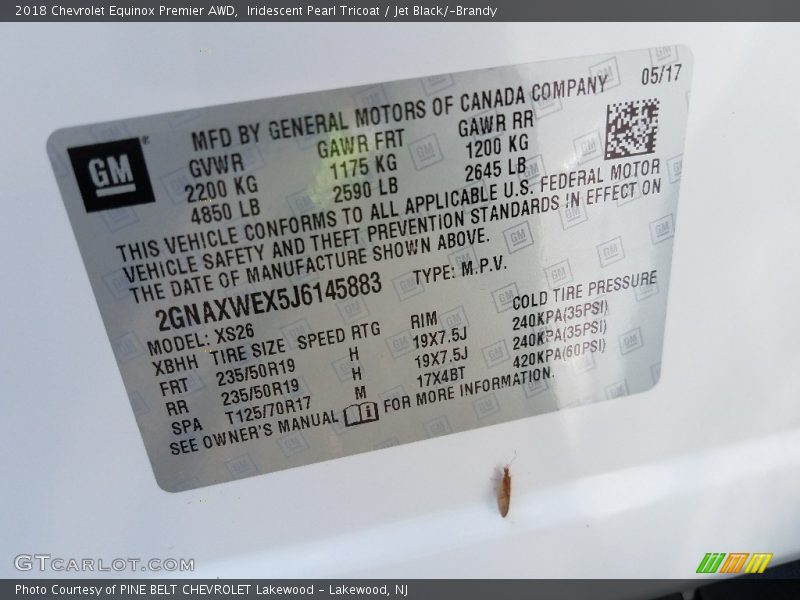 2018 Chevrolet Equinox Premier AWD,  Iridescent Pearl Tricoat / Jet Black/­Brandy
05/17
GM
MFD BY GENERAL MOTORS OF CANADA COMPANY
GVWR GAWR FRT GAWR RR
2200 KG 1175 KG 1200 KG
4850 LB 2590 LB 2645 LB
THIS VEHICLE CONFORMS TO ALL APPLICABLE U.S. FEDERAL MOTOR
VEHICLE SAFETY AND THEFT PREVENTION STANDARDS IN EFFECT ON
THE DATE OF MANUFACTURE SHOWN ABOVE.
2GNAXWEX5J6145883 TYPE: M.P.V.
MODEL: XS26
XBHH TIRE SIZE SPEED RTG RIM COLD TIRE PRESSURE
FRT 235/50R19 H 19X7.5J 240KPA(35PSI)
RR 235/50R19 H 19X7.5J 240KPA(35PSI)
SPA T125/70R17 M 17X4BT 420KPA(60PSI)
SEE OWNER'S MANUAL FOR MORE INFORMATION.
GTCARLOT.COM
Photo Courtesy of PINE BELT CHEVROLET Lakewood - Lakewood, NJ